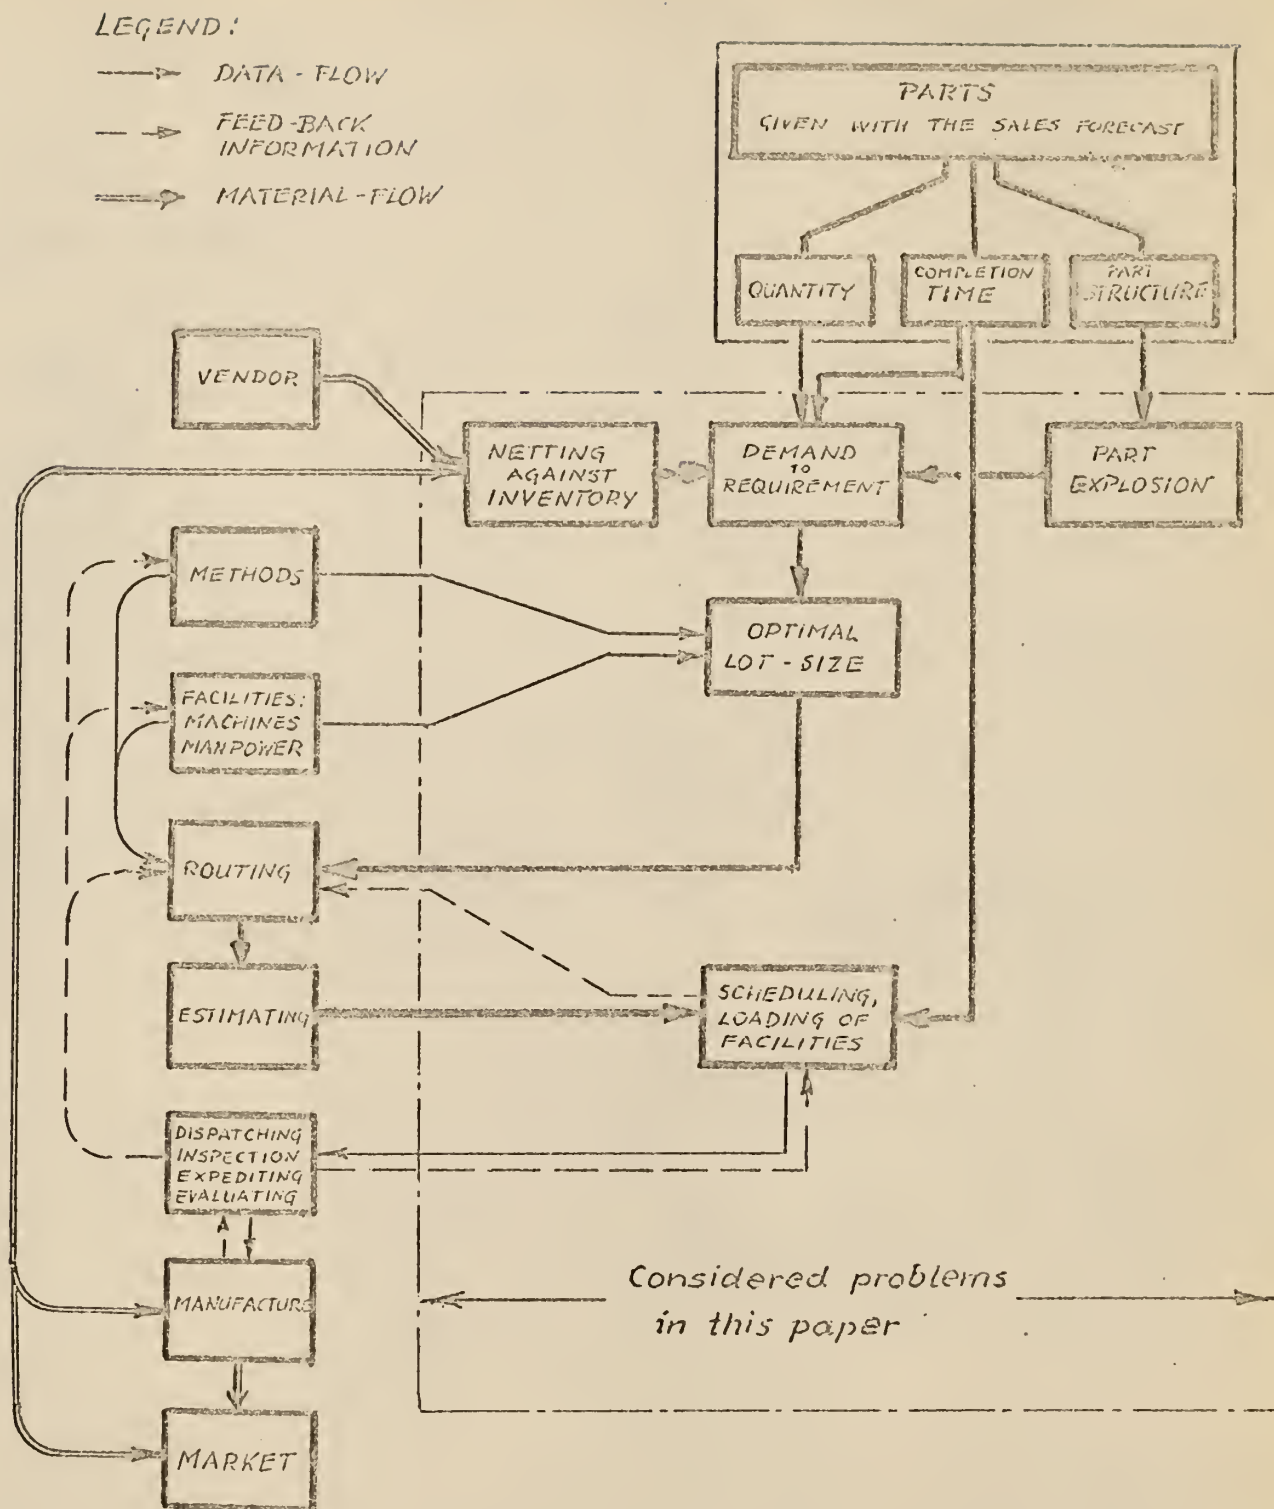 LEGEND:
DATA - FLOW
FEED-BACK
INFORMATION
MATERIAL-FLOW
PARTS
GIVEN WITH THE SALES FORECAST
QUANTITY
COMPLETION
TIME
PART
STRUCTURE
VENDOR
NETTING
AGAINST
INVENTORY
DEMAND
TO
REQUIREMENT
PART
EXPLOSION
METHODS
OPTIMAL
LOT - SIZE
FACILITIES:
MACHINES
MANPOWER
ROUTING
ESTIMATING
SCHEDULING,
LOADING OF
FACILITIES
DISPATCHING
INSPECTION
EXPEDITING
EVALUATING
MANUFACTURE
Considered problems
in this paper
MARKET